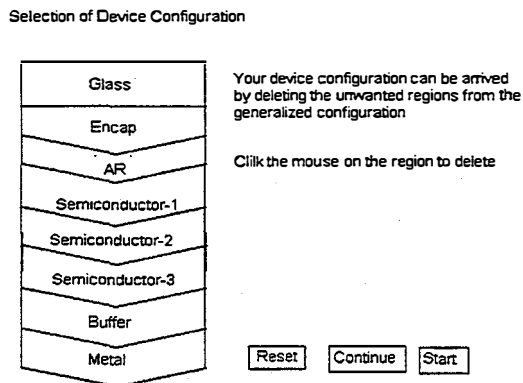 Selection of Device Configuration
Glass
Encap
AR
Semiconductor-1
Semiconductor-2
Semiconductor-3
Buffer
Metal
Your device configuration can be arrived
by deleting the unwanted regions from the
generalized configuration
Clilk the mouse on the region to delete
Reset
Continue
Start